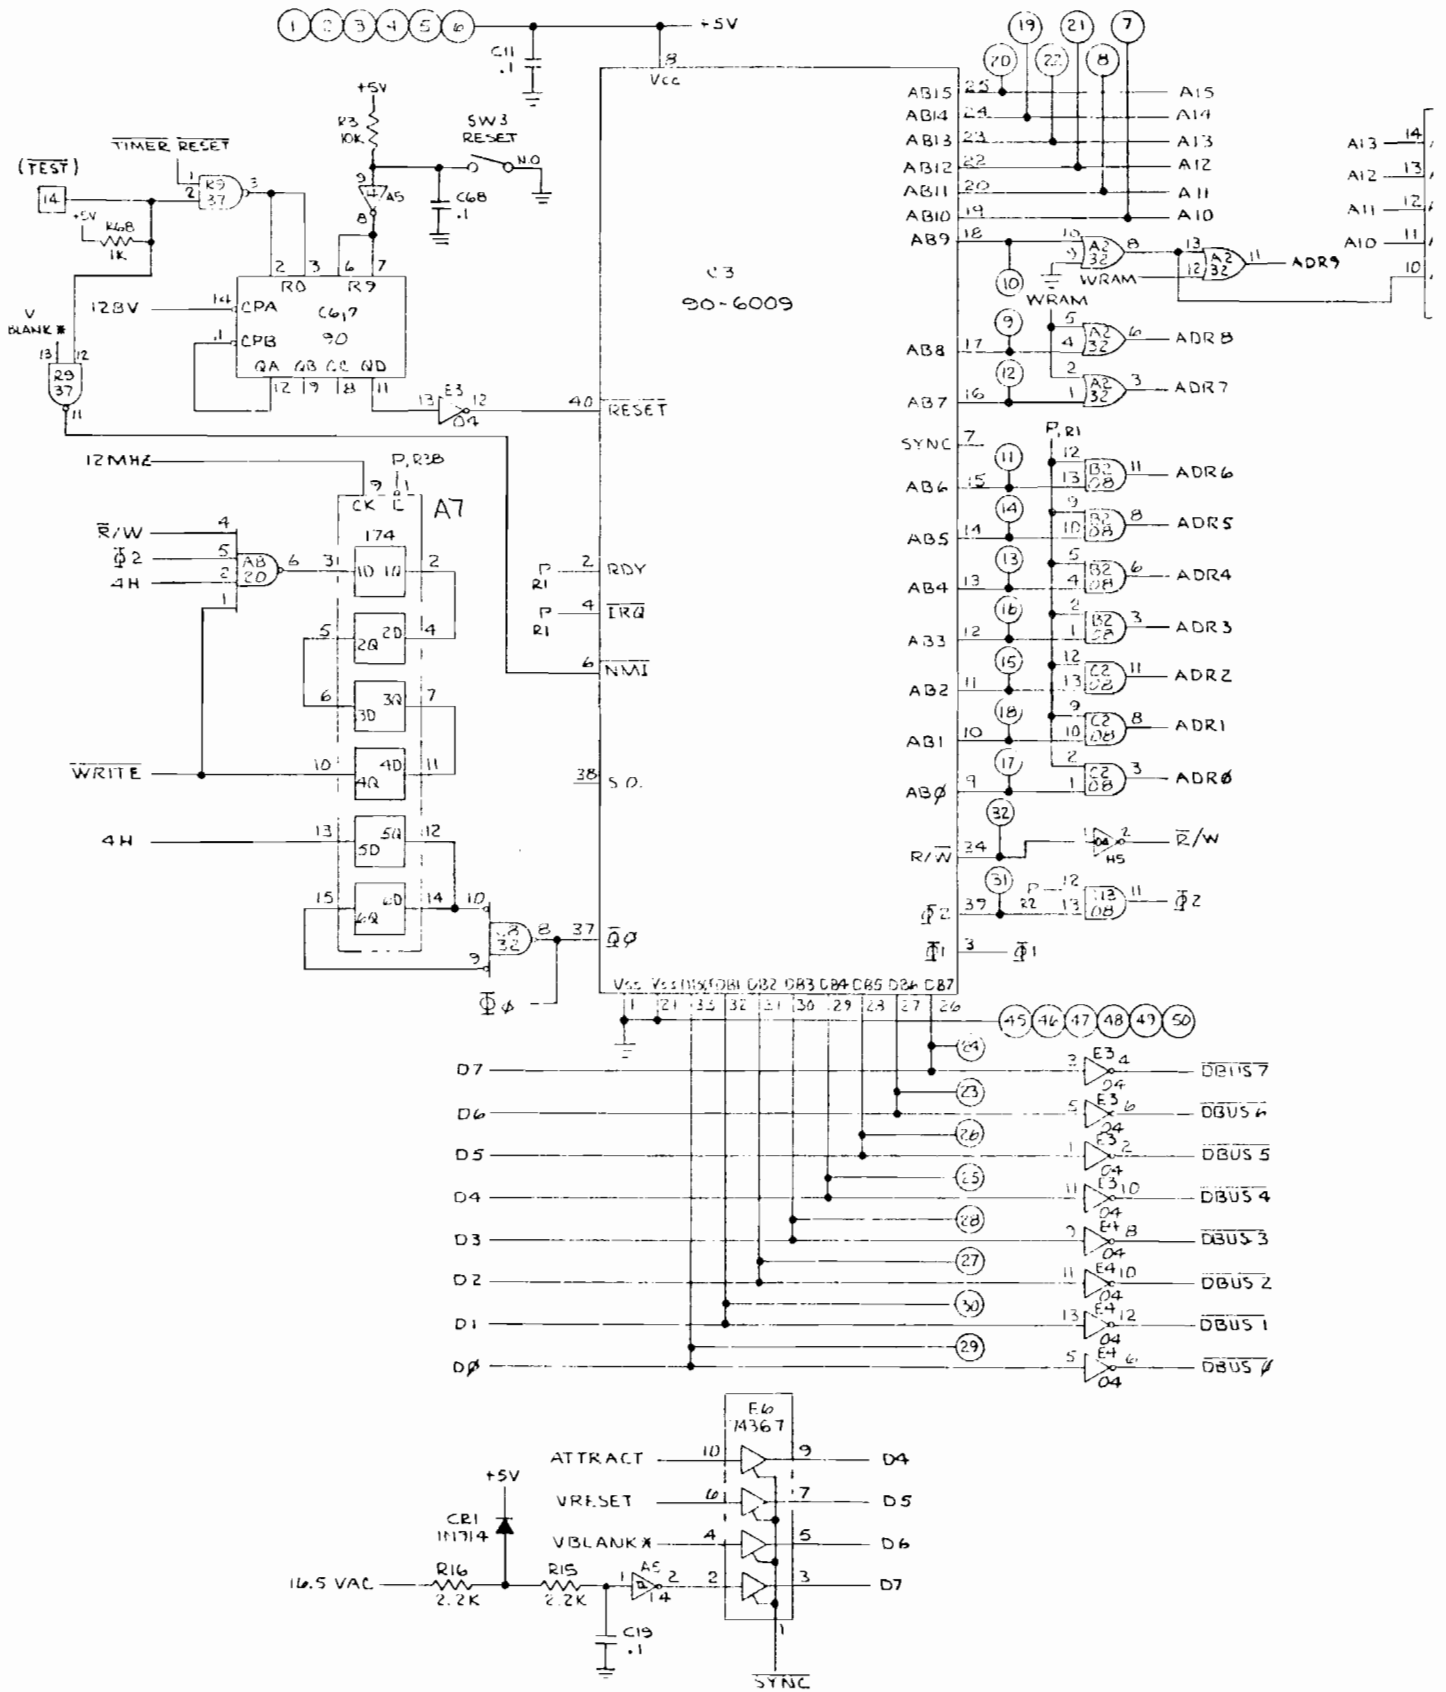 1 2 3 4 5 6
+5V
19 21 7
20 22 8
C11
.1
8
Vcc
AB15 25 A15
AB14 24 A14
AB13 23 A13
AB12 22 A12
AB11 20 A11
AB10 19 A10
AB9 18
A13 14
A12 13
A11 12
A10 11
10
+5V
R3
10K
SW3
RESET
N.O
TIMER RESET
(TEST)
14
1
2
R9
37
3
9
14
A5
8
C68
.1
+5V
R68
1K
2 3 6 7
R0 R9
128V 14 CPA
1 CPB
C6,7
90
QA QB QC QD
12 9 8 11
V
BLANK*
13 12
R9
37
11
13 E3 12
04
40 RESET
C3
90-6009
10
9
A2
32
8
13
12
A2
32
11
ADR9
WRAM
10
WRAM
9
5
4
A2
32
6
ADR8
AB8 17
12
2
1
A2
32
3
ADR7
AB7 16
SYNC 7
P,R1
11
12
13
B2
08
11
ADR6
AB6 15
14
9
10
B2
08
8
ADR5
AB5 14
13
5
4
B2
08
6
ADR4
AB4 13
16
2
1
B2
08
3
ADR3
AB3 12
15
12
13
C2
08
11
ADR2
AB2 11
18
9
10
C2
08
8
ADR1
AB1 10
17
2
1
C2
08
3
ADRØ
ABØ 9
32
R/W 34
1 04 2
H5
R/W
31
P
R2
12
13
08
11
Φ2
Φ2 39
Φ1 3 Φ1
12MHZ
P,R38
9 1
CK C
A7
174
R/W 4
Φ2 5
4H 2
1
A8
20
6
3 1D 1Q 2
5 2Q 2D 4
6 3D 3Q 7
WRITE 10 4Q 4D 11
4H 13 5D 5Q 12
15 6Q 6D 14
10
9
C8
32
8
37
Φ Ø
2 RDY
P
R1
4 IRQ
P
R1
6 NMI
38 S.O.
Vss Vss DB1 DB2 DB3 DB4 DB5 DB6 DB7
1 21 33 32 31 30 29 28 27 26
45 46 47 48 49 50
24
D7 3 E3 4 DBUS 7
04
23
D6 5 E3 6 DBUS 6
04
26
D5 1 E3 2 DBUS 5
04
25
D4 11 E3 10 DBUS 4
04
28
D3 9 E4 8 DBUS 3
04
27
D2 11 E4 10 DBUS 2
04
30
D1 13 E4 12 DBUS 1
04
29
DØ 5 E4 6 DBUS Ø
04
E6
74367
ATTRACT 10 9 D4
VRESET 6 7 D5
VBLANK* 4 5 D6
2 3 D7
+5V
CR1
1N914
16.5 VAC
R16
2.2K
R15
2.2K
1 A5 2
14
C19
.1
1
SYNC